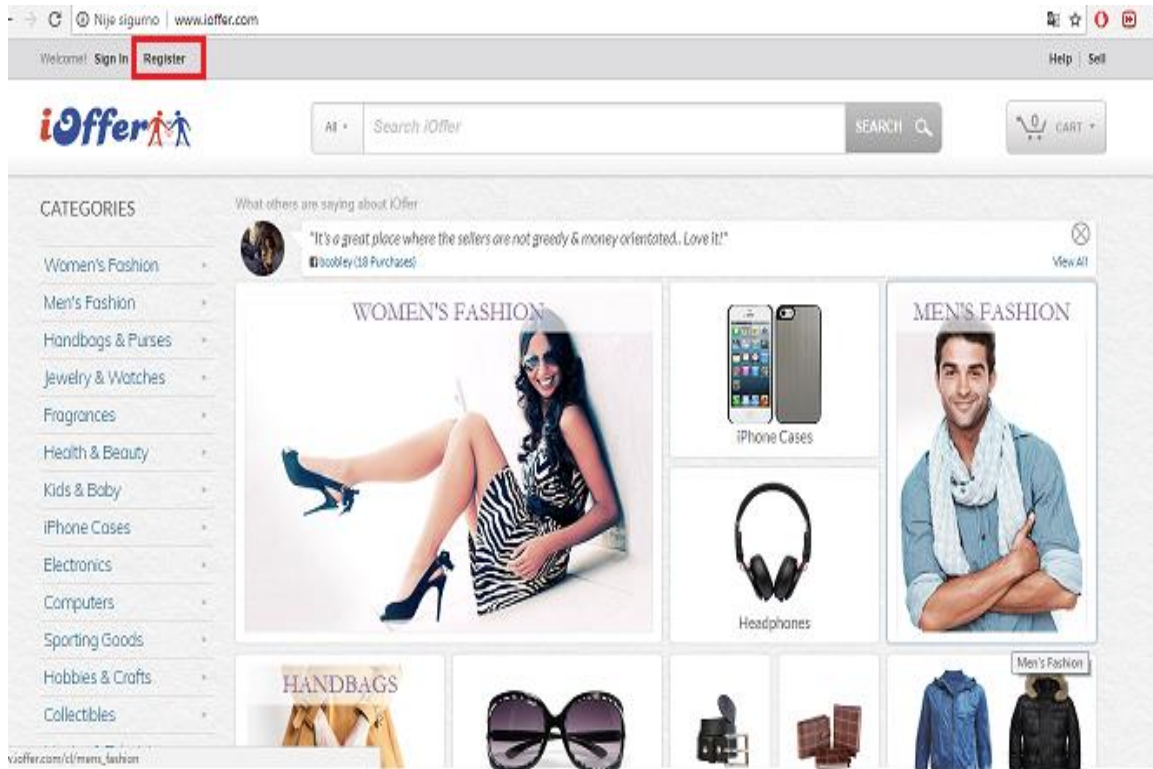 Nije sigurno | www.ioffer.com
Welcome! Sign In Register
Help | Sell
iOffer
All
Search iOffer
SEARCH
0
CART
CATEGORIES
Women's Fashion
Men's Fashion
Handbags & Purses
Jewelry & Watches
Fragrances
Health & Beauty
Kids & Baby
iPhone Cases
Electronics
Computers
Sporting Goods
Hobbies & Crafts
Collectibles
What others are saying about iOffer
"It's a great place where the sellers are not greedy & money orientated.. Love it!"
bcobley (18 Purchases)
View All
WOMEN'S FASHION
iPhone Cases
Headphones
MEN'S FASHION
Men's Fashion
HANDBAGS
ioffer.com/cl/mens_fashion